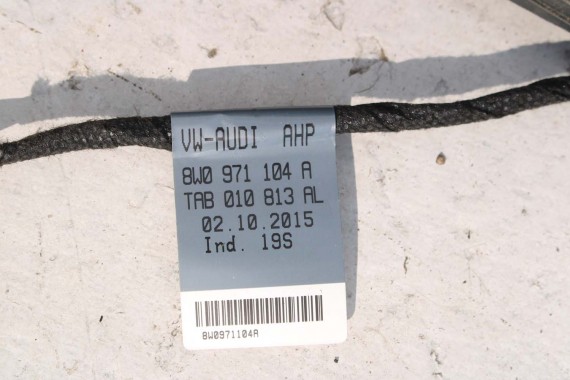 VW-AUDI AHP
8W0 971 104 A
TAB 010 813 AL
02.10.2015
Ind. 19S
8W0971104A